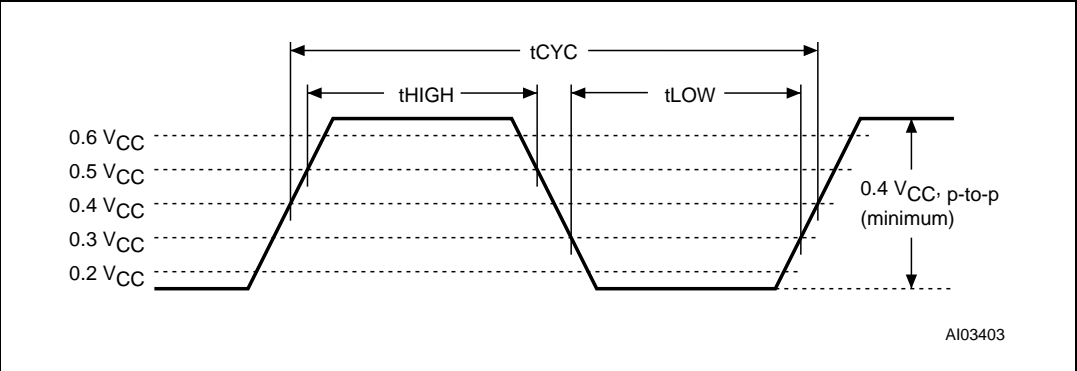 tCYC
tHIGH
tLOW
0.6 VCC
0.5 VCC
0.4 VCC
0.3 VCC
0.2 VCC
0.4 VCC, p-to-p
(minimum)
AI03403